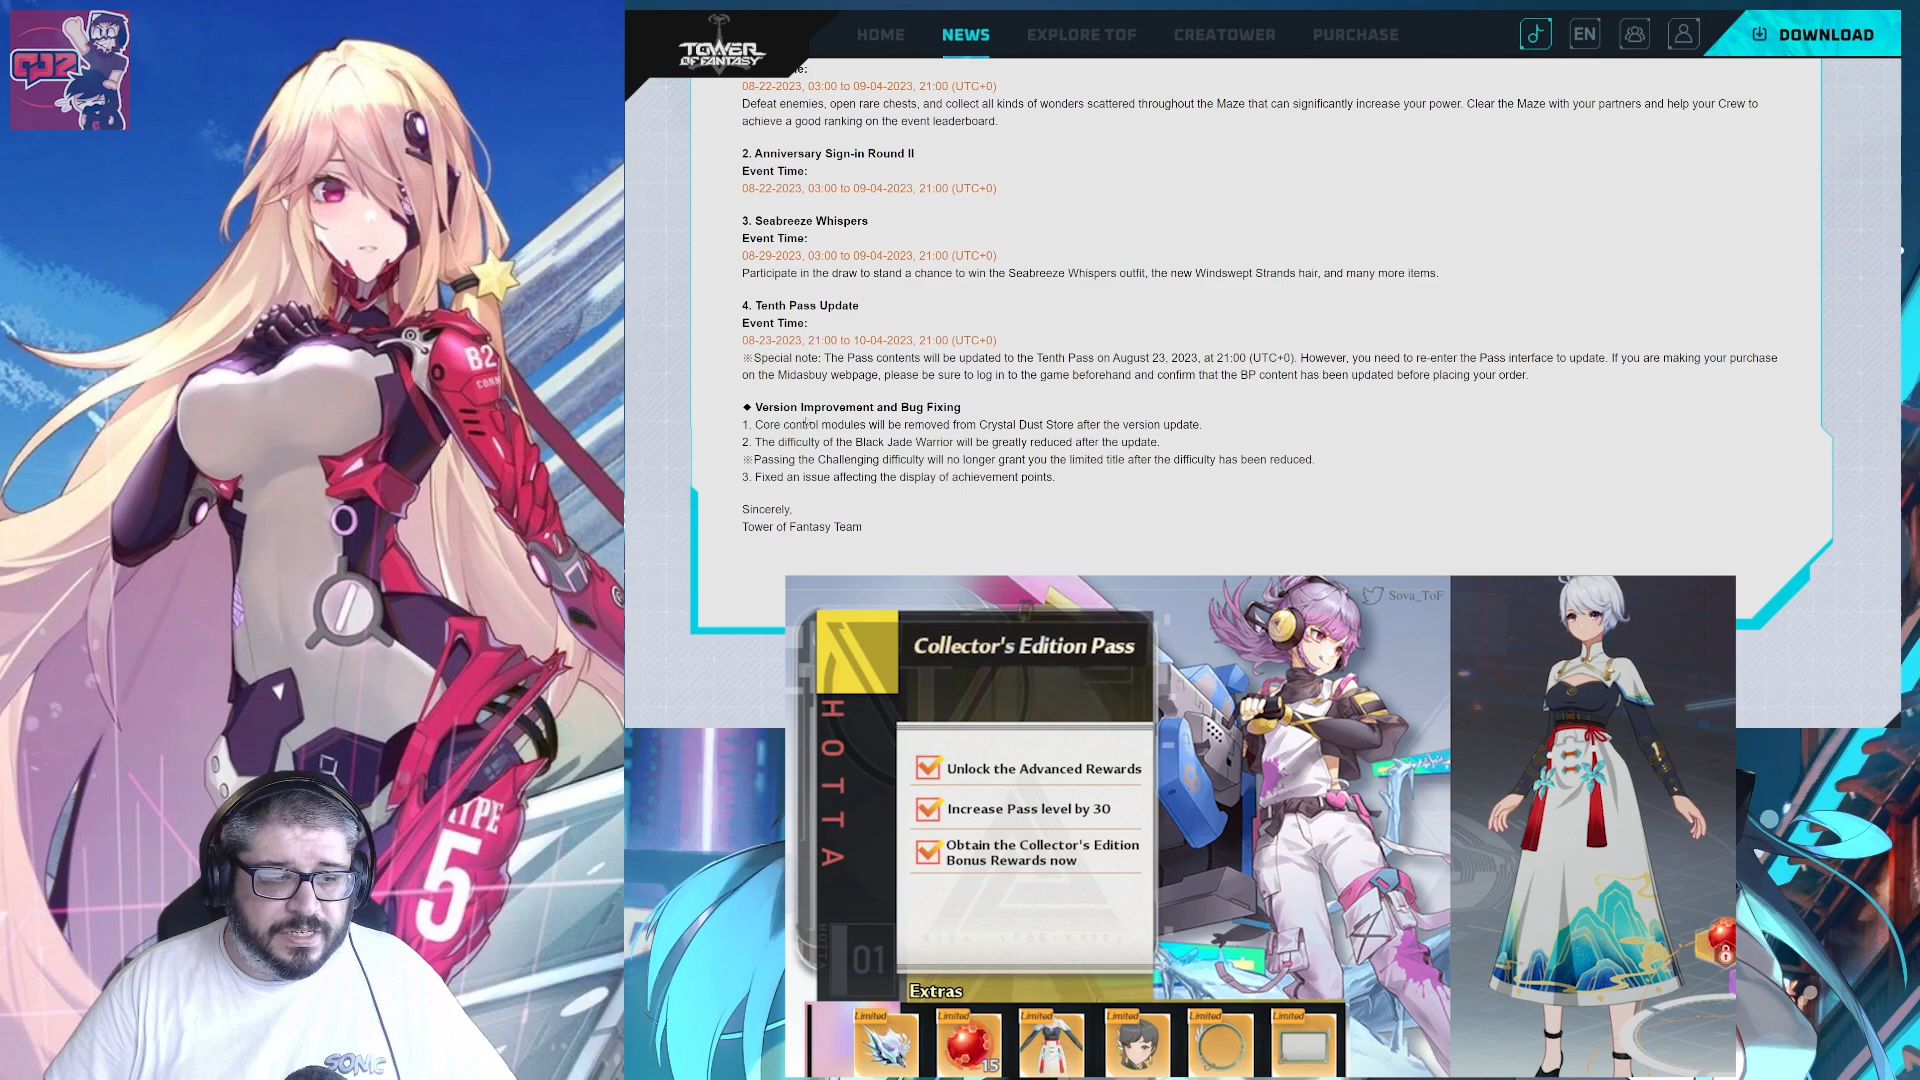 GJ2
B2
CONN
HYPE
5
SONIC
TOWER
OF FANTASY
HOME
NEWS
EXPLORE TOF
CREATOWER
PURCHASE
EN
DOWNLOAD
08-22-2023, 03:00 to 09-04-2023, 21:00 (UTC+0)
Defeat enemies, open rare chests, and collect all kinds of wonders scattered throughout the Maze that can significantly increase your power. Clear the Maze with your partners and help your Crew to
achieve a good ranking on the event leaderboard.
2. Anniversary Sign-in Round II
Event Time:
08-22-2023, 03:00 to 09-04-2023, 21:00 (UTC+0)
3. Seabreeze Whispers
Event Time:
08-29-2023, 03:00 to 09-04-2023, 21:00 (UTC+0)
Participate in the draw to stand a chance to win the Seabreeze Whispers outfit, the new Windswept Strands hair, and many more items.
4. Tenth Pass Update
Event Time:
08-23-2023, 21:00 to 10-04-2023, 21:00 (UTC+0)
※Special note: The Pass contents will be updated to the Tenth Pass on August 23, 2023, at 21:00 (UTC+0). However, you need to re-enter the Pass interface to update. If you are making your purchase
on the Midasbuy webpage, please be sure to log in to the game beforehand and confirm that the BP content has been updated before placing your order.
◆ Version Improvement and Bug Fixing
1. Core control modules will be removed from Crystal Dust Store after the version update.
2. The difficulty of the Black Jade Warrior will be greatly reduced after the update.
※Passing the Challenging difficulty will no longer grant you the limited title after the difficulty has been reduced.
3. Fixed an issue affecting the display of achievement points.
Sincerely,
Tower of Fantasy Team
Sova_ToF
Collector's Edition Pass
HOTTA
Unlock the Advanced Rewards
Increase Pass level by 30
Obtain the Collector's Edition
Bonus Rewards now
01
Extras
Limited
Limited
15
Limited
Limited
Limited
Limited